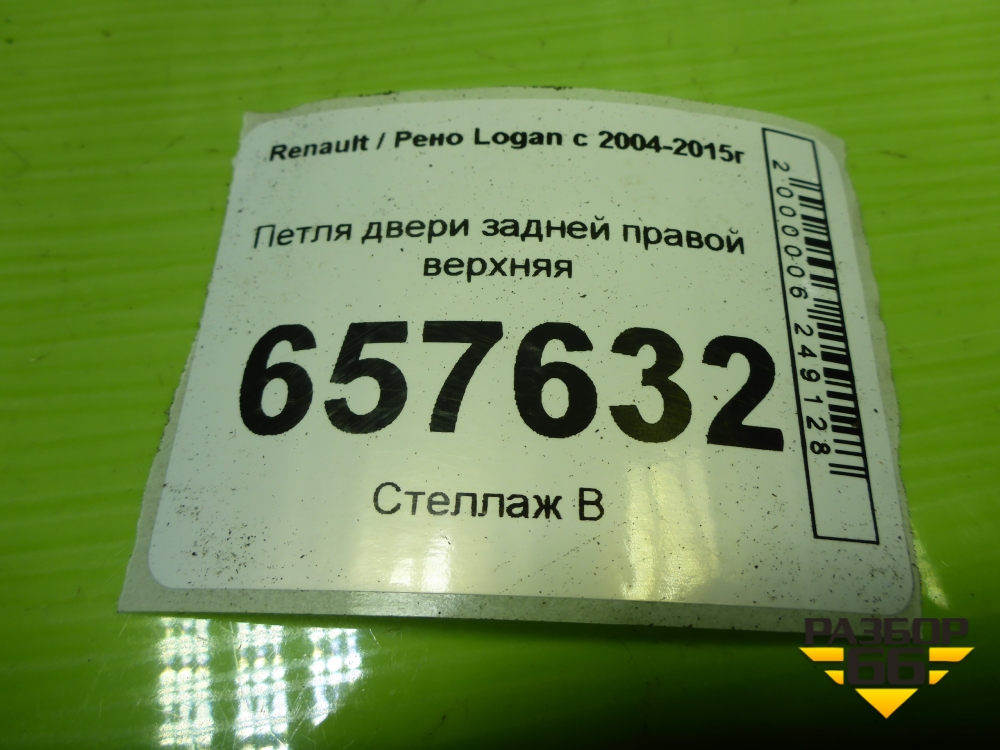 Renault / Рено Logan с 2004-2015г
Петля двери задней правой
верхняя
657632
Стеллаж В
2000006249128
РАЗБОР
66